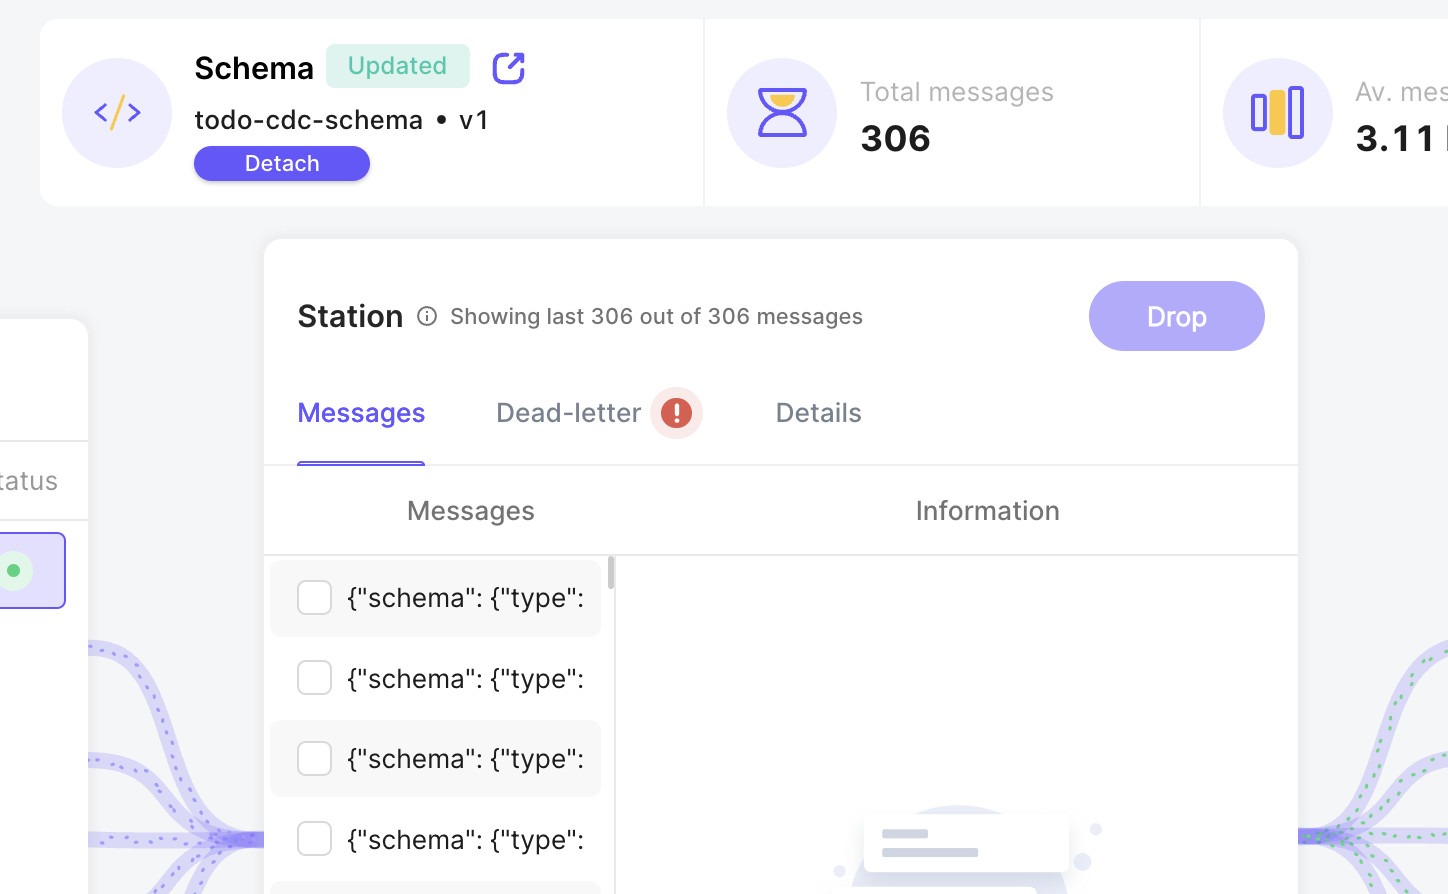 Schema Updated
todo-cdc-schema • v1
Detach
Total messages
306
Av. mes
3.11
Station Showing last 306 out of 306 messages
Drop
Messages Dead-letter Details
tatus
Messages Information
{"schema": {"type":
{"schema": {"type":
{"schema": {"type":
{"schema": {"type":